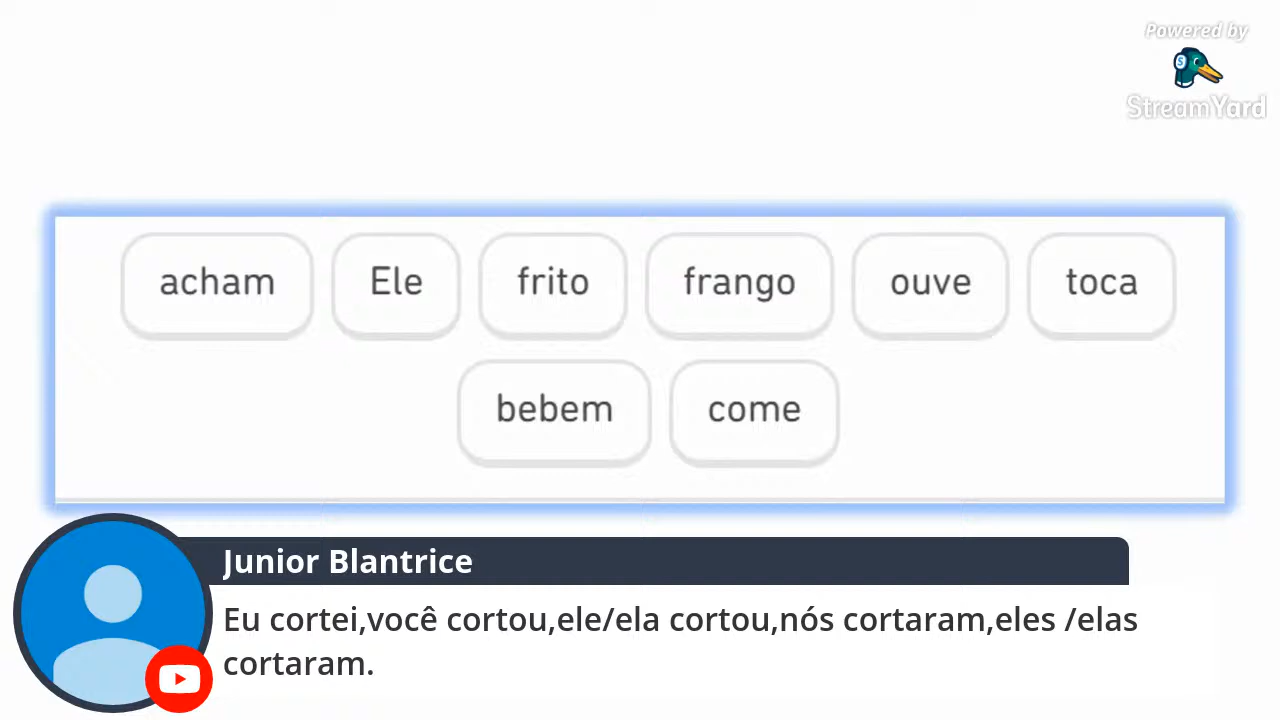 Powered by
StreamYard
acham Ele frito frango ouve toca
bebem come
Junior Blantrice
Eu cortei,você cortou,ele/ela cortou,nós cortaram,eles /elas
cortaram.